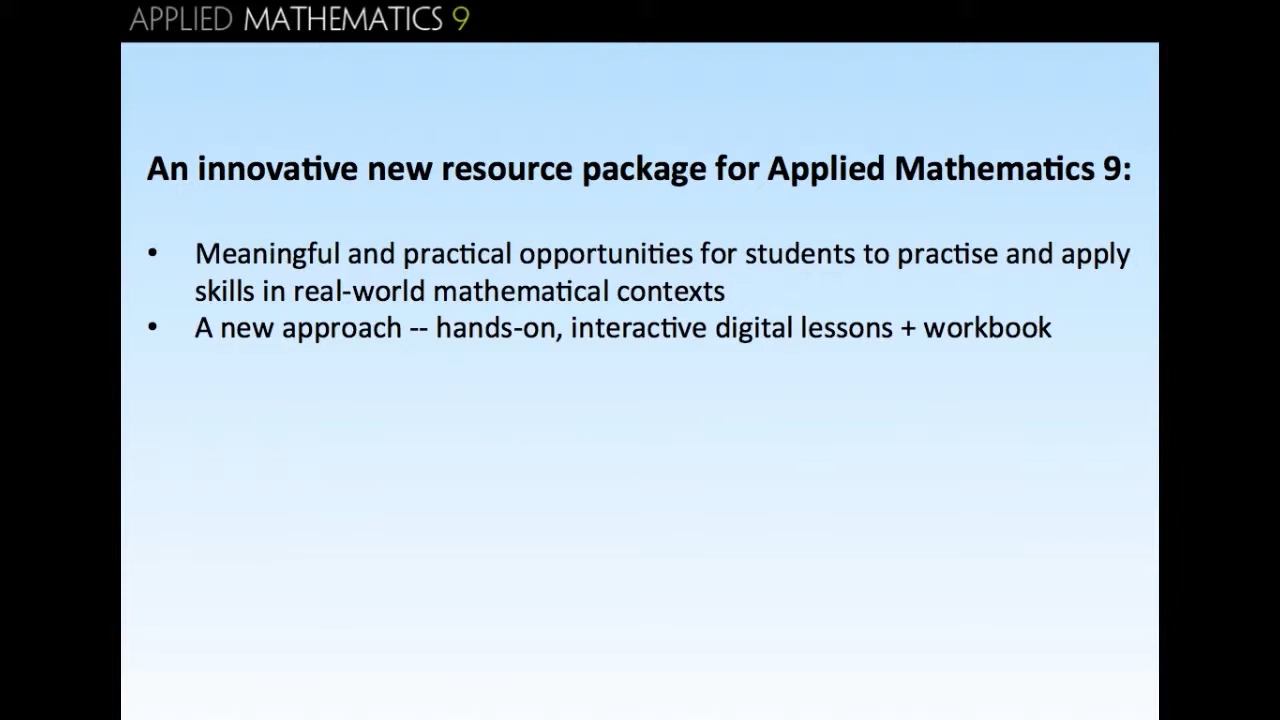 APPLIED MATHEMATICS 9
An innovative new resource package for Applied Mathematics 9:
• Meaningful and practical opportunities for students to practise and apply
skills in real-world mathematical contexts
• A new approach -- hands-on, interactive digital lessons + workbook